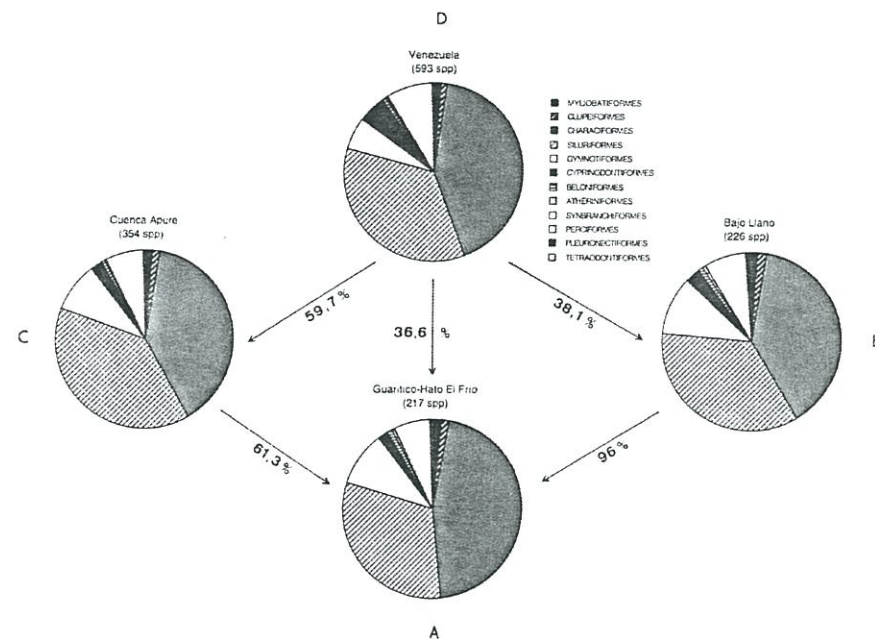 D
Venezuela
(593 spp)
MYLIOBATIFORMES
CLUPEIFORMES
CHARACIFORMES
SILURIFORMES
GYMNOTIFORMES
CYPRINODONTIFORMES
BELONIFORMES
ATHERINIFORMES
SYNBRANCHIFORMES
PERCIFORMES
PLEURONECTIFORMES
TETRAODONTIFORMES
Cuenca Apure
(354 spp)
Bajo Llano
(226 spp)
C
59,7 %
36,6 %
38,1 %
Guaritico-Hato El Frio
(217 spp)
61,3 %
96 %
A